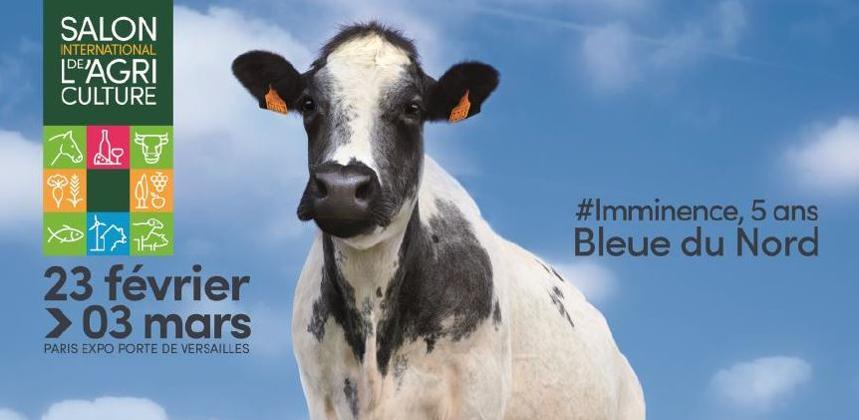 SALON
INTERNATIONAL
DE
L'AGRI
CULTURE
23 février
> 03 mars
PARIS EXPO PORTE DE VERSAILLES
#Imminence, 5 ans
Bleue du Nord